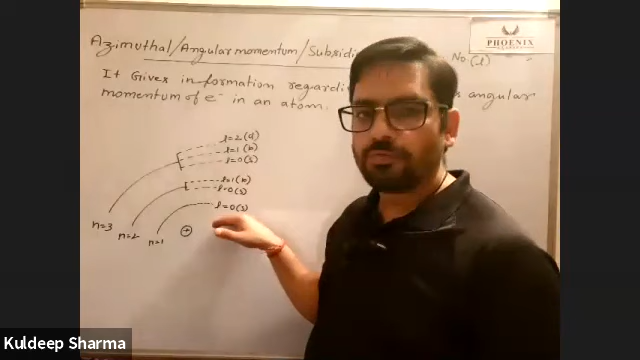 PHOENIX
Azimuthal/Angular momentum/Subsidi
No (l)
It Gives information regardi s angular
momentum of e- in an atom.
l=2(d)
l=1(p)
l=0(s)
l=1(p)
l=0(s)
l=0(s)
n=3
n=2
n=1
+
Kuldeep Sharma